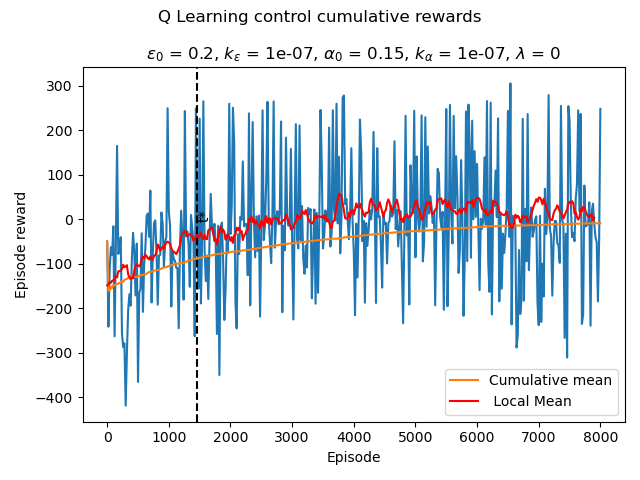 Q Learning control cumulative rewards
ε₀ = 0.2, kε = 1e-07, α₀ = 0.15, kα = 1e-07, λ = 0
Episode reward
300
200
100
0
−100
−200
−300
−400
0
1000
2000
3000
4000
5000
6000
7000
8000
Episode
Cumulative mean
Local Mean